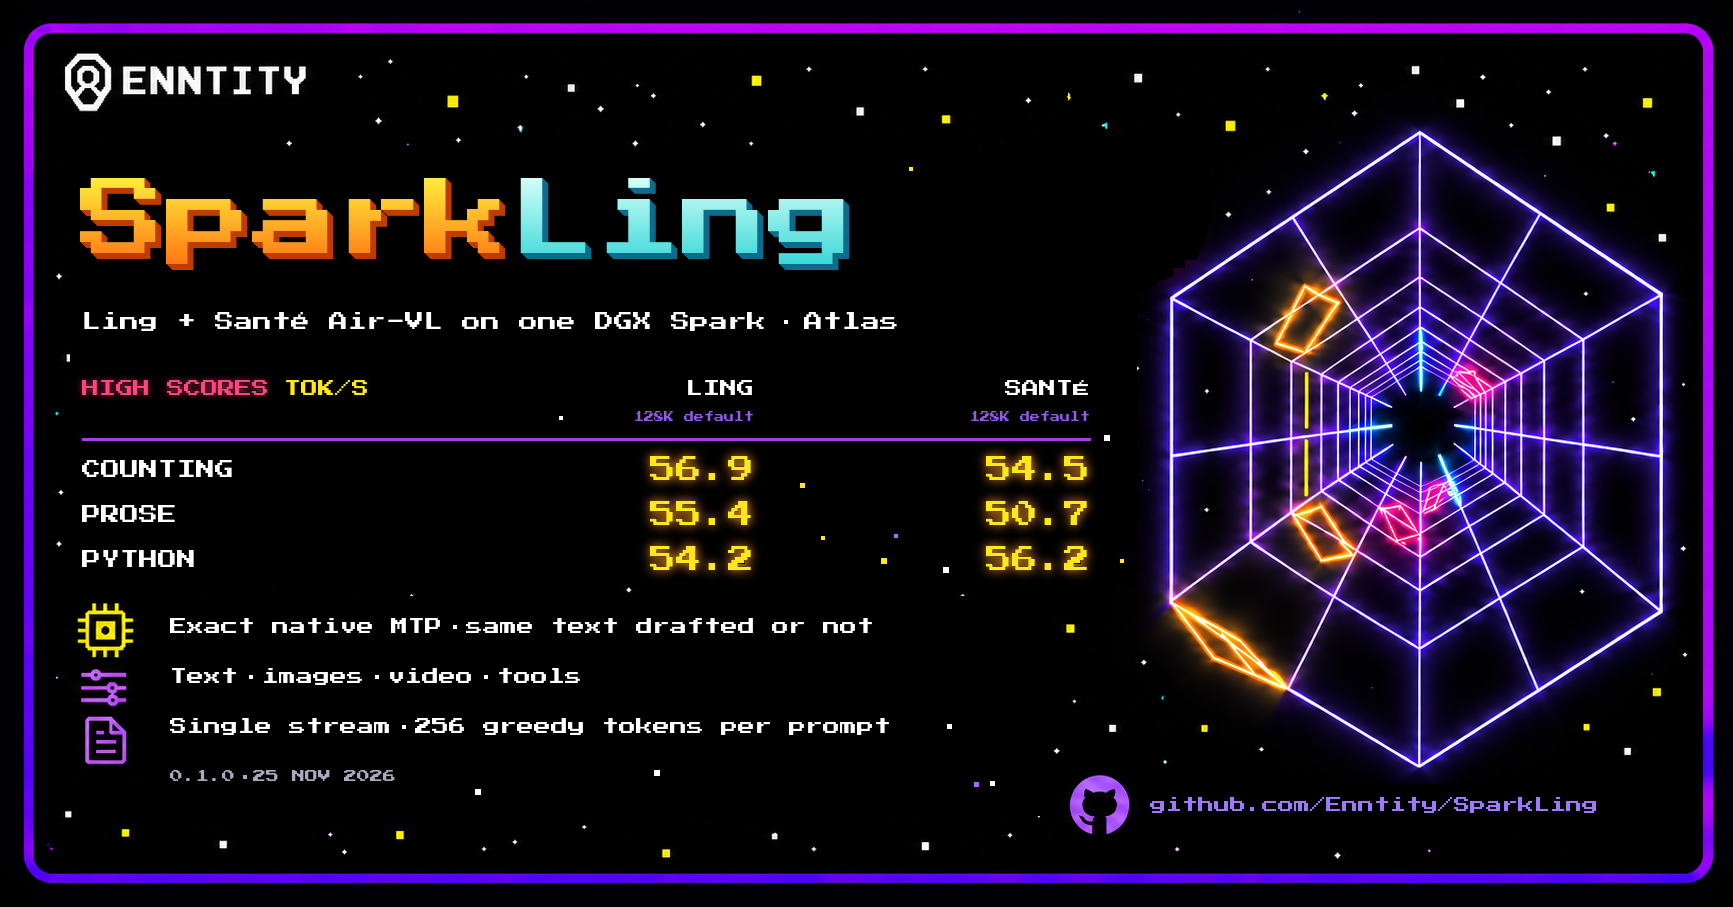 ENNTITY
SparkLing
Ling + Santé Air-VL on one DGX Spark · Atlas
HIGH SCORES TOK/S LING SANTé
128K default 128K default
COUNTING 56.9 54.5
PROSE 55.4 50.7
PYTHON 54.2 56.2
Exact native MTP · same text drafted or not
Text · images · video · tools
Single stream · 256 greedy tokens per prompt
0.1.0 · 25 NOV 2026
github.com/Enntity/SparkLing